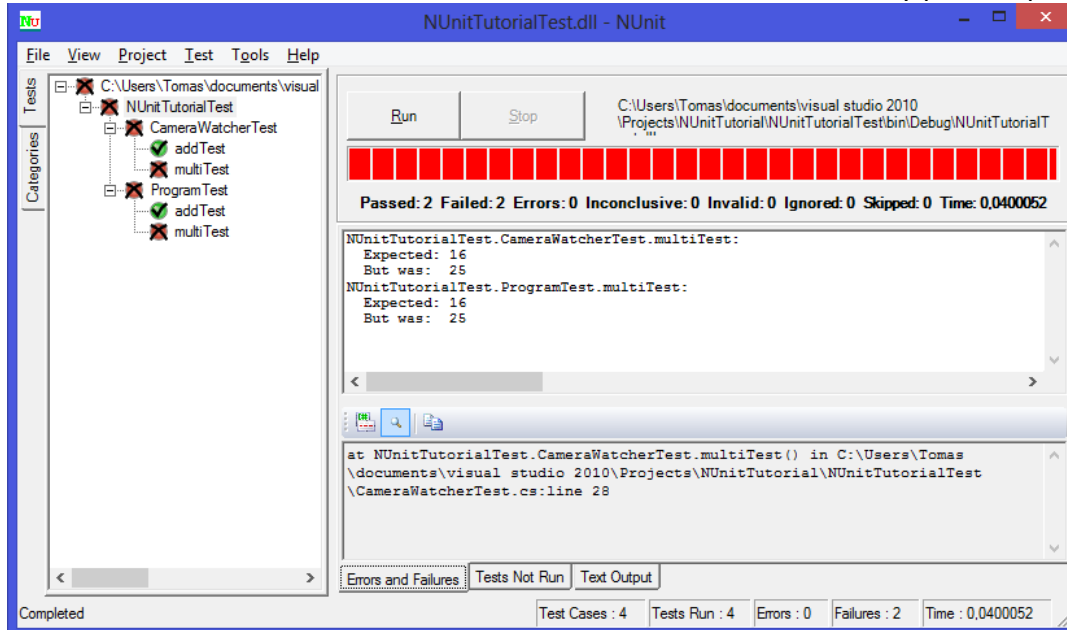 NU
NUnitTutorialTest.dll - NUnit
File View Project Test Tools Help
Tests
Categories
C:\Users\Tomas\documents\visual
NUnitTutorialTest
CameraWatcherTest
addTest
multiTest
ProgramTest
addTest
multiTest
Run
Stop
C:\Users\Tomas\documents\visual studio 2010
\Projects\NUnitTutorial\NUnitTutorialTest\bin\Debug\NUnitTutorialT
Passed: 2 Failed: 2 Errors: 0 Inconclusive: 0 Invalid: 0 Ignored: 0 Skipped: 0 Time: 0,0400052
NUnitTutorialTest.CameraWatcherTest.multiTest:
Expected: 16
But was: 25
NUnitTutorialTest.ProgramTest.multiTest:
Expected: 16
But was: 25
at NUnitTutorialTest.CameraWatcherTest.multiTest() in C:\Users\Tomas
\documents\visual studio 2010\Projects\NUnitTutorial\NUnitTutorialTest
\CameraWatcherTest.cs:line 28
Errors and Failures Tests Not Run Text Output
Completed Test Cases : 4 Tests Run : 4 Errors : 0 Failures : 2 Time : 0,0400052